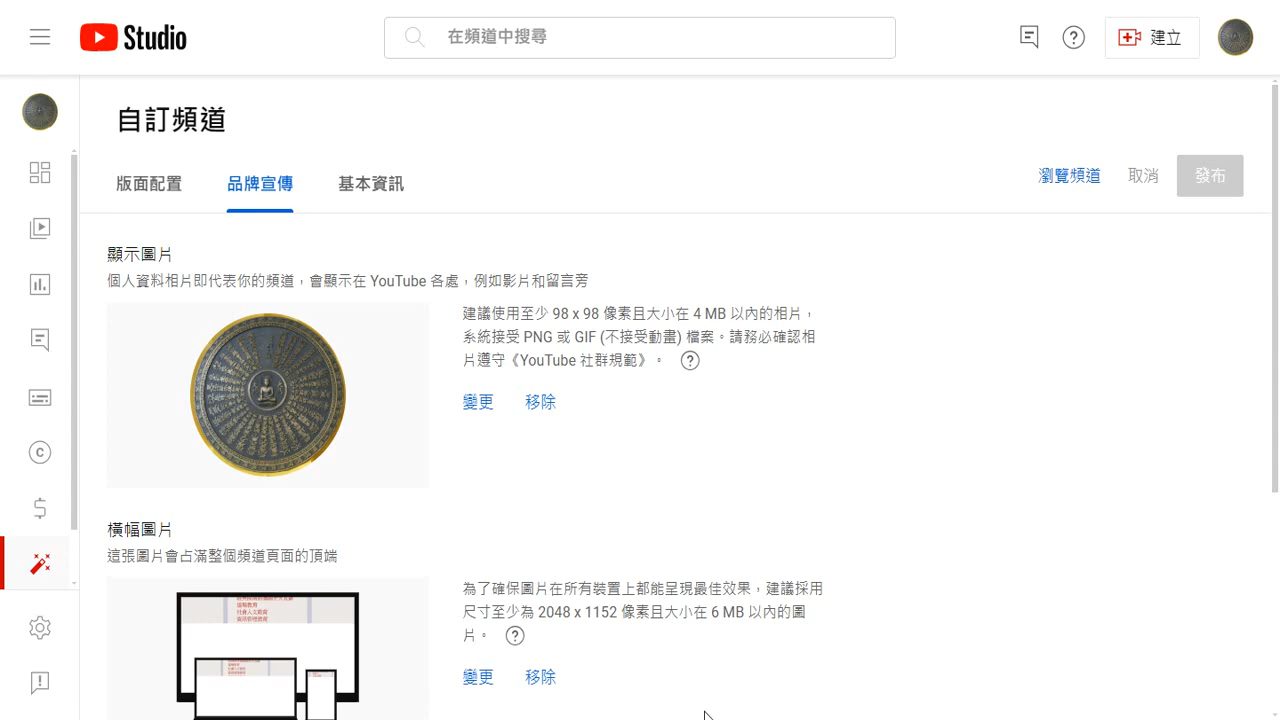 Studio
在頻道中搜尋
建立
自訂頻道
版面配置
品牌宣傳
基本資訊
瀏覽頻道
取消
發布
顯示圖片
個人資料相片即代表你的頻道，會顯示在 YouTube 各處，例如影片和留言旁
建議使用至少 98 x 98 像素且大小在 4 MB 以內的相片，
系統接受 PNG 或 GIF (不接受動畫) 檔案。請務必確認相
片遵守《YouTube 社群規範》。
變更
移除
橫幅圖片
這張圖片會占滿整個頻道頁面的頂端
為了確保圖片在所有裝置上都能呈現最佳效果，建議採用
尺寸至少為 2048 x 1152 像素且大小在 6 MB 以內的圖
片。
變更
移除